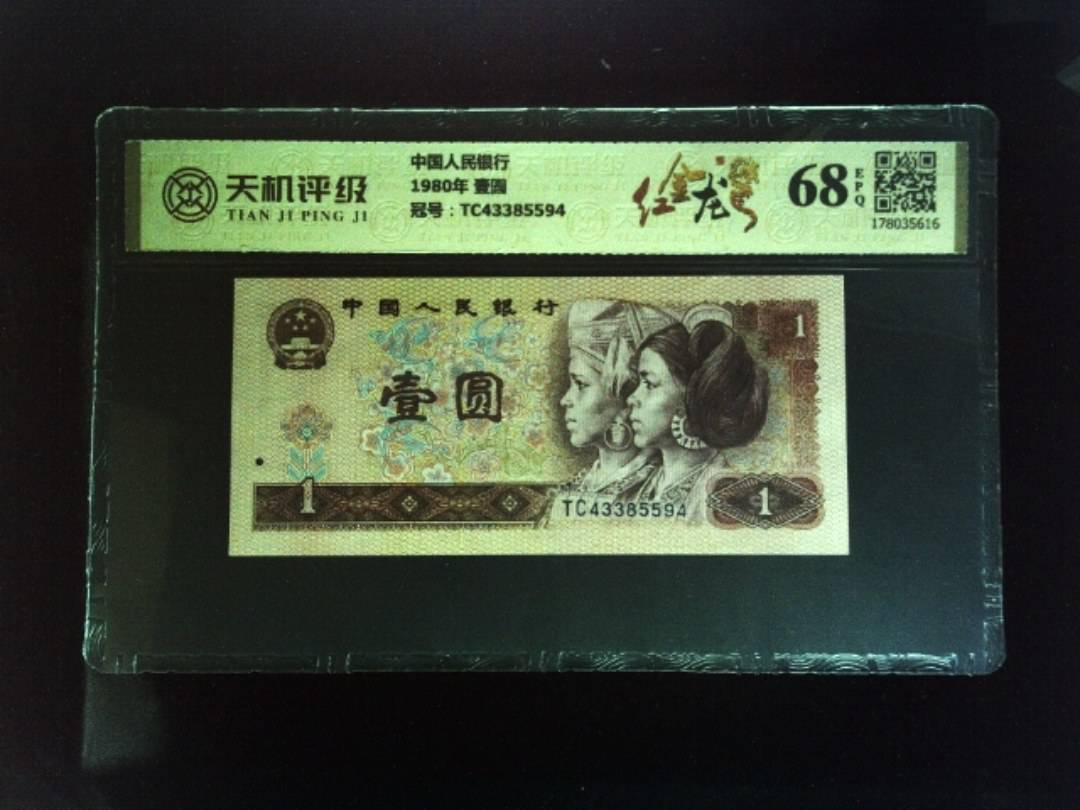 天机评级
TIAN JI PING JI
中国人民银行
1980年 壹圆
冠号：TC43385594
红金龙
68
EPQ
178035616
中国人民银行
壹圆
1
1
TC43385594
1